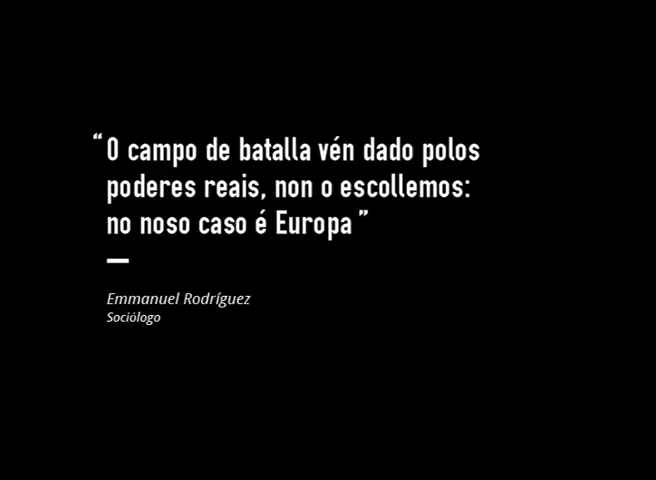 “O campo de batalla vén dado polos
poderes reais, non o escollemos:
no noso caso é Europa”
Emmanuel Rodríguez
Sociólogo